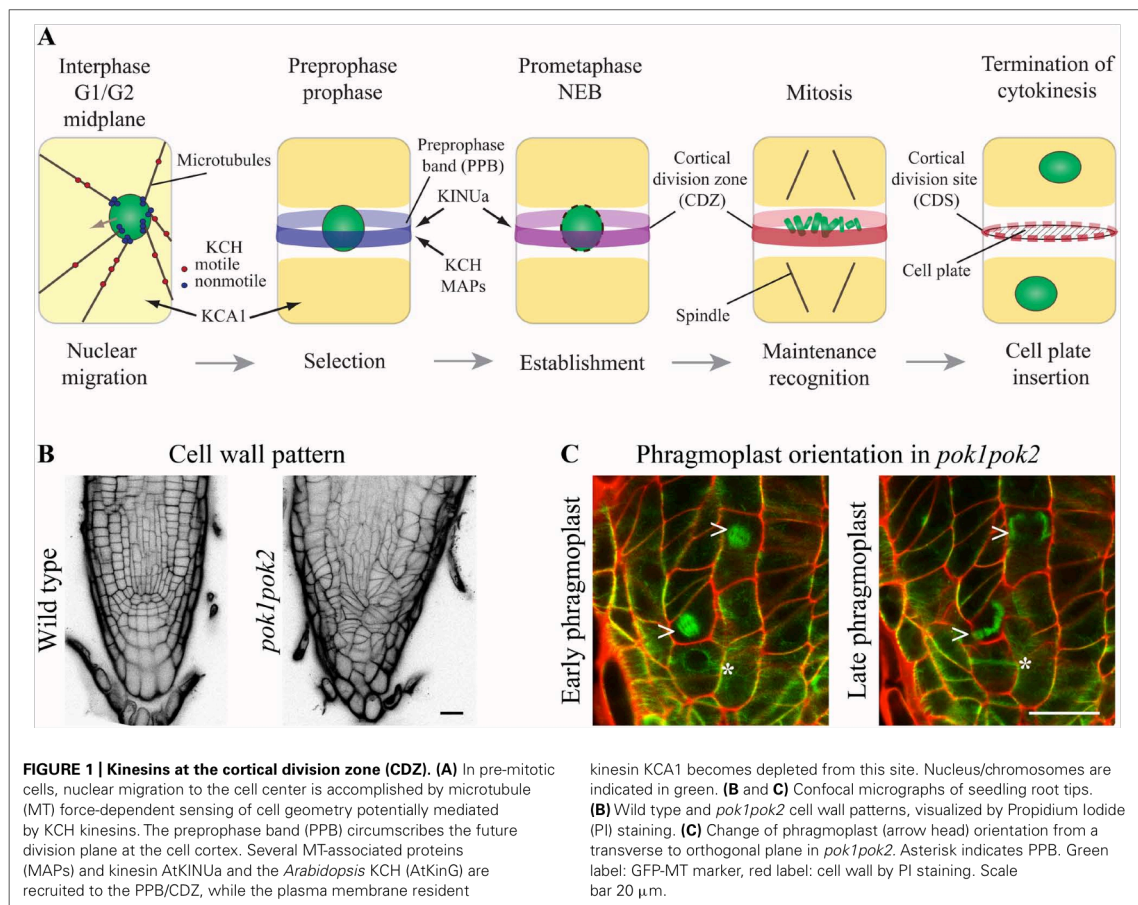 A
Interphase
G1/G2
midplane
Preprophase
prophase
Prometaphase
NEB
Mitosis
Termination of
cytokinesis
Microtubules
Preprophase
band (PPB)
KINUa
Cortical
division zone
(CDZ)
Cortical
division site
(CDS)
KCH
motile
nonmotile
KCH
MAPs
Cell plate
KCA1
Spindle
Nuclear
migration
Selection
Establishment
Maintenance
recognition
Cell plate
insertion
B
Cell wall pattern
Wild type
pok1pok2
C
Phragmoplast orientation in pok1pok2
Early phragmoplast
>
>
*
Late phragmoplast
>
>
*
FIGURE 1 | Kinesins at the cortical division zone (CDZ). (A) In pre-mitotic
cells, nuclear migration to the cell center is accomplished by microtubule
(MT) force-dependent sensing of cell geometry potentially mediated
by KCH kinesins. The preprophase band (PPB) circumscribes the future
division plane at the cell cortex. Several MT-associated proteins
(MAPs) and kinesin AtKINUa and the Arabidopsis KCH (AtKinG) are
recruited to the PPB/CDZ, while the plasma membrane resident
kinesin KCA1 becomes depleted from this site. Nucleus/chromosomes are
indicated in green. (B and C) Confocal micrographs of seedling root tips.
(B) Wild type and pok1pok2 cell wall patterns, visualized by Propidium Iodide
(PI) staining. (C) Change of phragmoplast (arrow head) orientation from a
transverse to orthogonal plane in pok1pok2. Asterisk indicates PPB. Green
label: GFP-MT marker, red label: cell wall by PI staining. Scale
bar 20 μm.